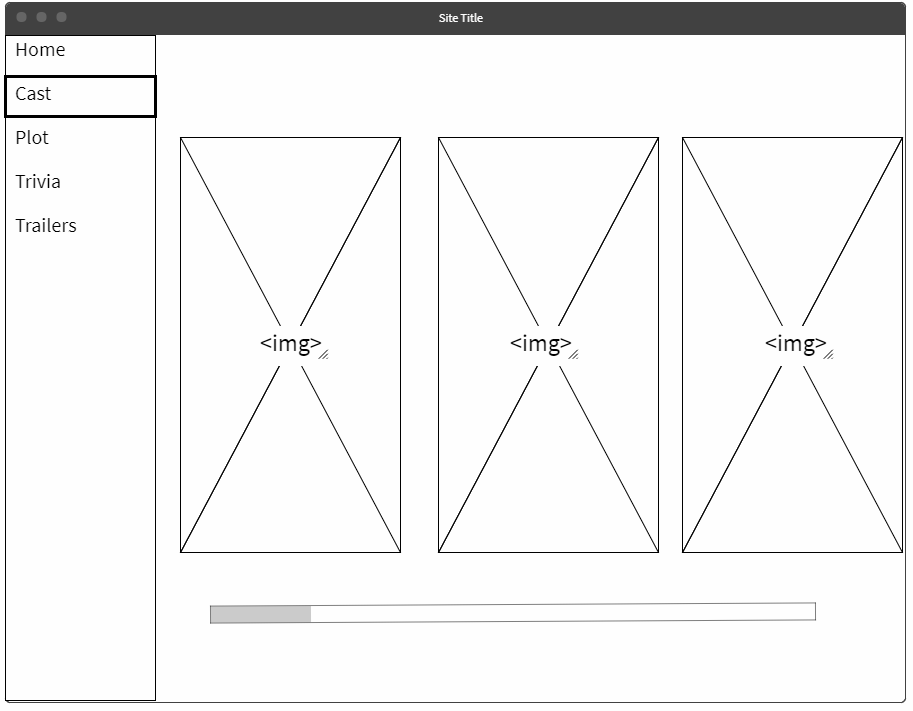 Site Title
Home
Cast
Plot
Trivia
Trailers
<img> <img> <img>